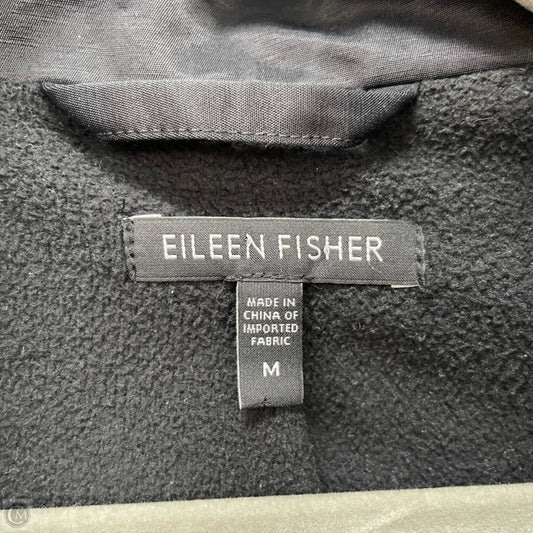 EILEEN FISHER
MADE IN
CHINA OF
IMPORTED
FABRIC
M
M